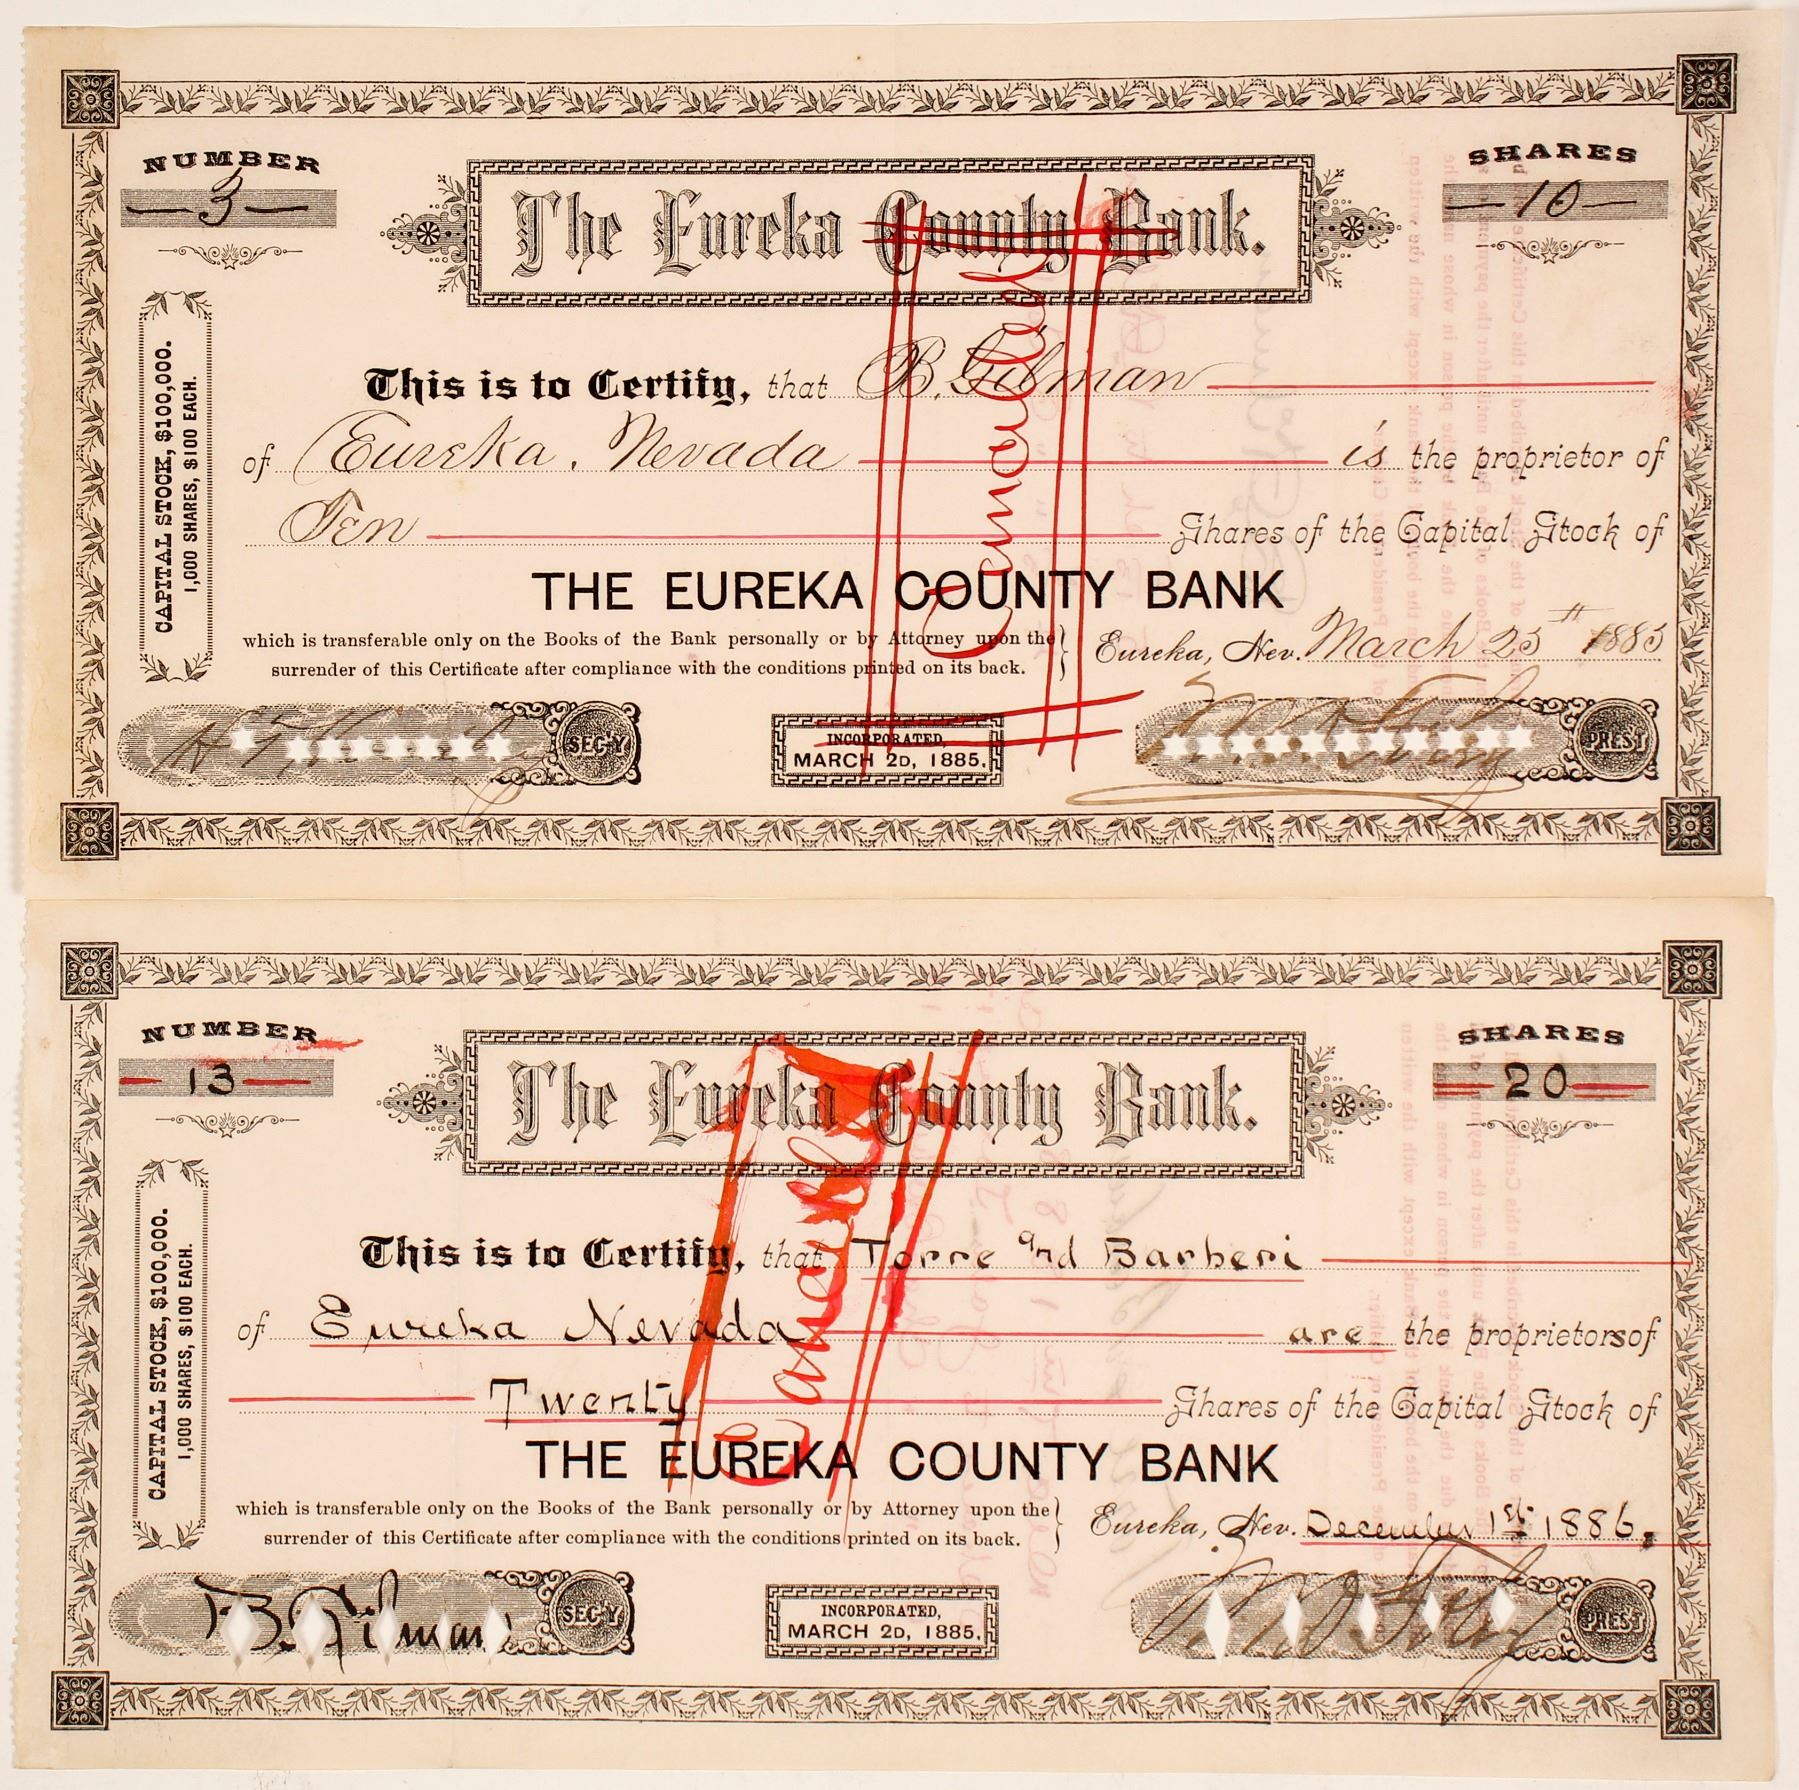 NUMBER
3
SHARES
10
The Eureka County Bank.
CAPITAL STOCK, $100,000.
1,000 SHARES, $100 EACH.
This is to Certify, that B. Gilman
of Eureka, Nevada is the proprietor of
Ten Shares of the Capital Stock of
THE EUREKA COUNTY BANK
which is transferable only on the Books of the Bank personally or by Attorney upon the
surrender of this Certificate after compliance with the conditions printed on its back.
Eureka, Nev. March 25th 1885
Cancelled
SEC'Y
INCORPORATED,
MARCH 2D, 1885.
PREST
NUMBER
13
SHARES
20
The Eureka County Bank.
CAPITAL STOCK, $100,000.
1,000 SHARES, $100 EACH.
This is to Certify, that Torre and Barberi
of Eureka Nevada are the proprietors of
Twenty Shares of the Capital Stock of
THE EUREKA COUNTY BANK
which is transferable only on the Books of the Bank personally or by Attorney upon the
surrender of this Certificate after compliance with the conditions printed on its back.
Eureka, Nev. December 1st 1886.
Cancelled
B. Gilman
SEC'Y
INCORPORATED,
MARCH 2D, 1885.
PREST